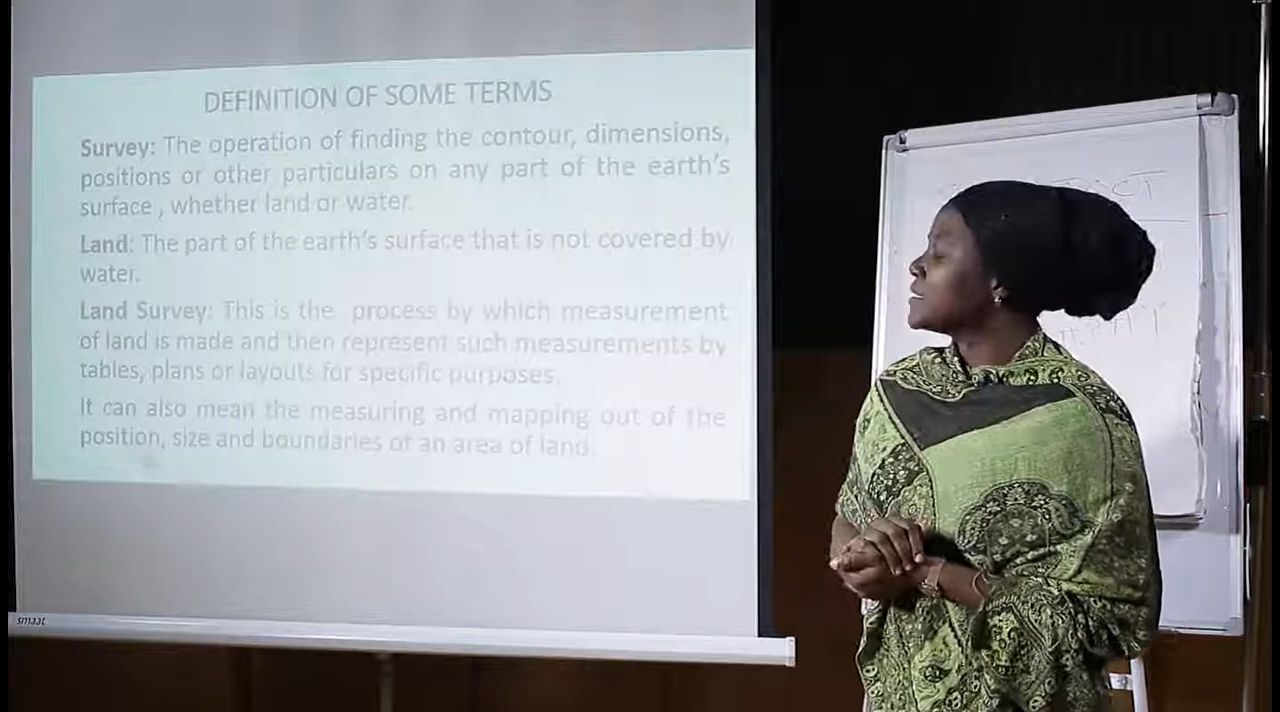 DEFINITION OF SOME TERMS
Survey: The operation of finding the contour, dimensions,
positions or other particulars on any part of the earth's
surface , whether land or water.
Land: The part of the earth's surface that is not covered by
water.
Land Survey: This is the process by which measurement
of land is made and then represent such measurements by
tables, plans or layouts for specific purposes.
It can also mean the measuring and mapping out of the
position, size and boundaries of an area of land.
smaat